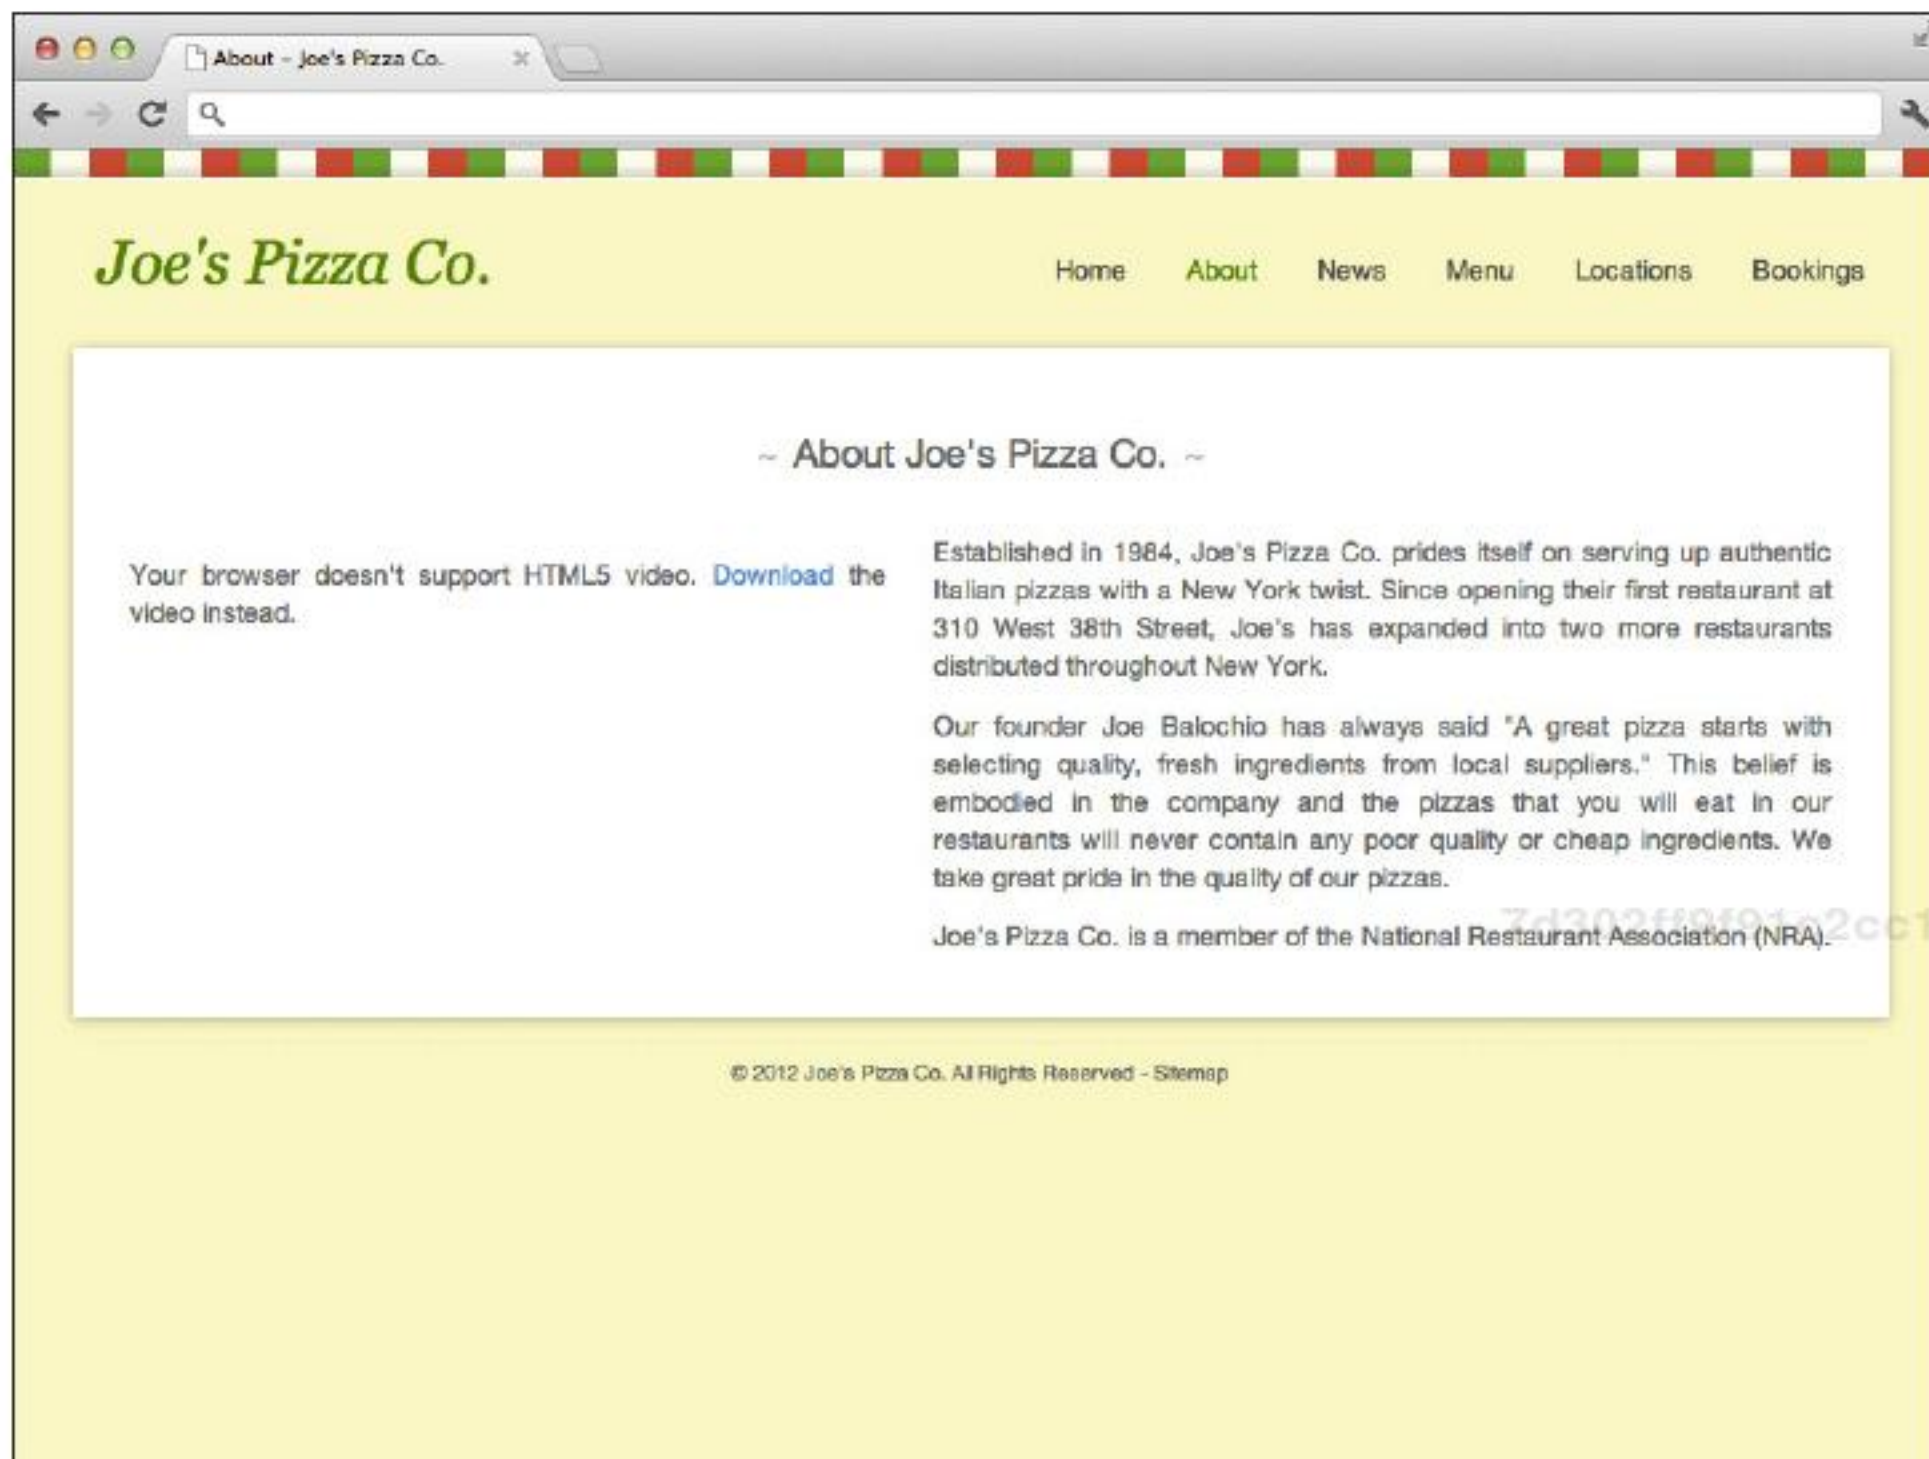 About - Joe's Pizza Co.
Joe's Pizza Co.
Home About News Menu Locations Bookings
~ About Joe's Pizza Co. ~
Your browser doesn't support HTML5 video. Download the
video instead.
Established in 1984, Joe's Pizza Co. prides itself on serving up authentic
Italian pizzas with a New York twist. Since opening their first restaurant at
310 West 38th Street, Joe's has expanded into two more restaurants
distributed throughout New York.
Our founder Joe Balochio has always said "A great pizza starts with
selecting quality, fresh ingredients from local suppliers." This belief is
embodied in the company and the pizzas that you will eat in our
restaurants will never contain any poor quality or cheap ingredients. We
take great pride in the quality of our pizzas.
Joe's Pizza Co. is a member of the National Restaurant Association (NRA).
© 2012 Joe's Pizza Co. All Rights Reserved - Sitemap